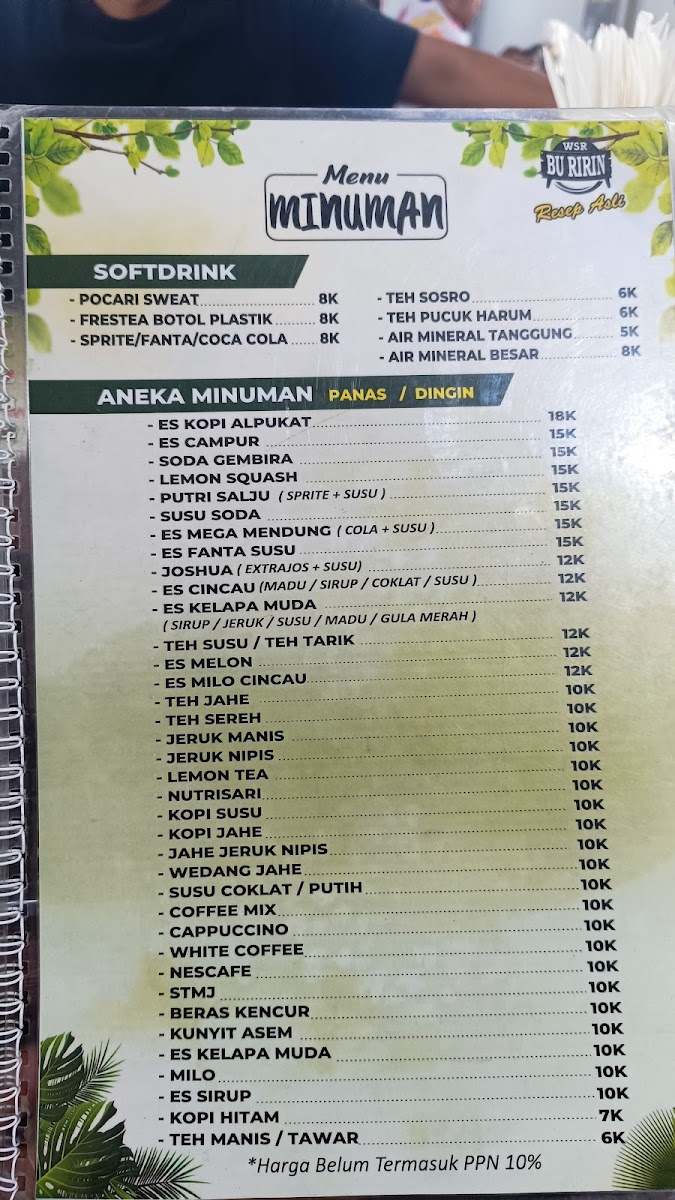 WSR
BU RIRIN
Resep Asli
Menu
MINUMAN
SOFTDRINK
- POCARI SWEAT 8K
- FRESTEA BOTOL PLASTIK 8K
- SPRITE/FANTA/COCA COLA 8K
- TEH SOSRO 6K
- TEH PUCUK HARUM 6K
- AIR MINERAL TANGGUNG 5K
- AIR MINERAL BESAR 8K
ANEKA MINUMAN PANAS / DINGIN
- ES KOPI ALPUKAT 18K
- ES CAMPUR 15K
- SODA GEMBIRA 15K
- LEMON SQUASH 15K
- PUTRI SALJU ( SPRITE + SUSU ) 15K
- SUSU SODA 15K
- ES MEGA MENDUNG ( COLA + SUSU ) 15K
- ES FANTA SUSU 15K
- JOSHUA ( EXTRAJOS + SUSU) 12K
- ES CINCAU (MADU / SIRUP / COKLAT / SUSU ) 12K
- ES KELAPA MUDA 12K
( SIRUP / JERUK / SUSU / MADU / GULA MERAH )
- TEH SUSU / TEH TARIK 12K
- ES MELON 12K
- ES MILO CINCAU 12K
- TEH JAHE 10K
- TEH SEREH 10K
- JERUK MANIS 10K
- JERUK NIPIS 10K
- LEMON TEA 10K
- NUTRISARI 10K
- KOPI SUSU 10K
- KOPI JAHE 10K
- JAHE JERUK NIPIS 10K
- WEDANG JAHE 10K
- SUSU COKLAT / PUTIH 10K
- COFFEE MIX 10K
- CAPPUCCINO 10K
- WHITE COFFEE 10K
- NESCAFE 10K
- STMJ 10K
- BERAS KENCUR 10K
- KUNYIT ASEM 10K
- ES KELAPA MUDA 10K
- MILO 10K
- ES SIRUP 10K
- KOPI HITAM 7K
- TEH MANIS / TAWAR 6K
*Harga Belum Termasuk PPN 10%